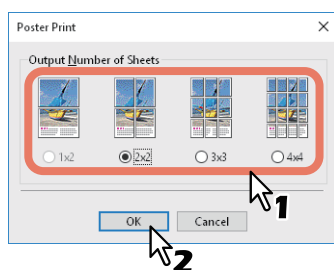 Poster Print
Output Number of Sheets
1x2 2x2 3x3 4x4
1
OK Cancel
2